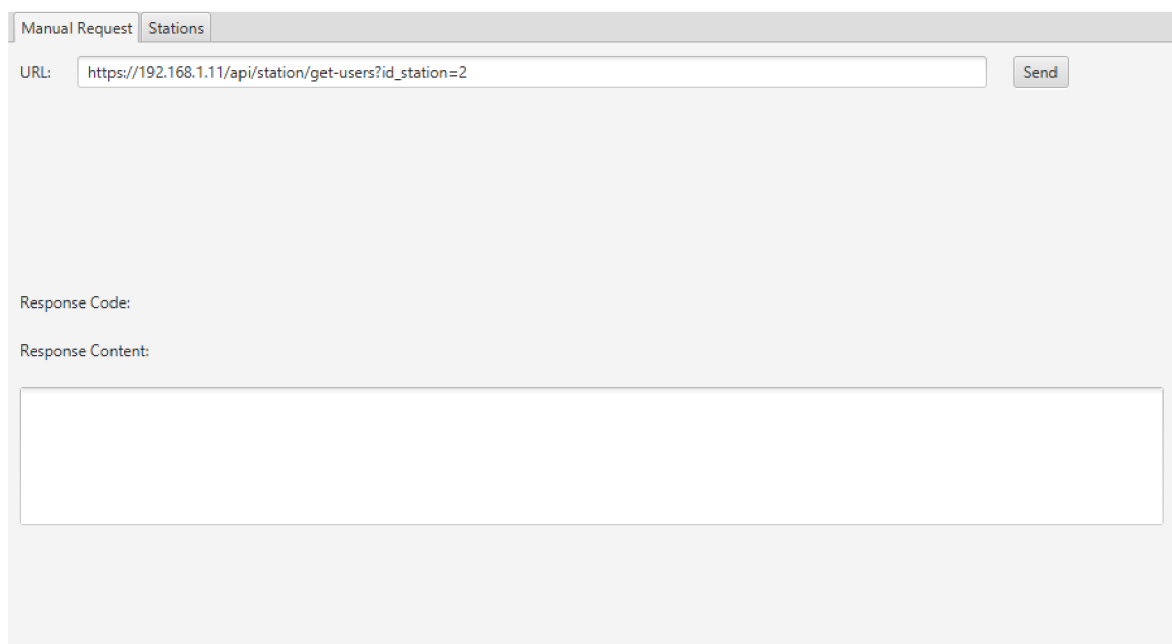 Manual Request Stations
URL: https://192.168.1.11/api/station/get-users?id_station=2 Send
Response Code:
Response Content: